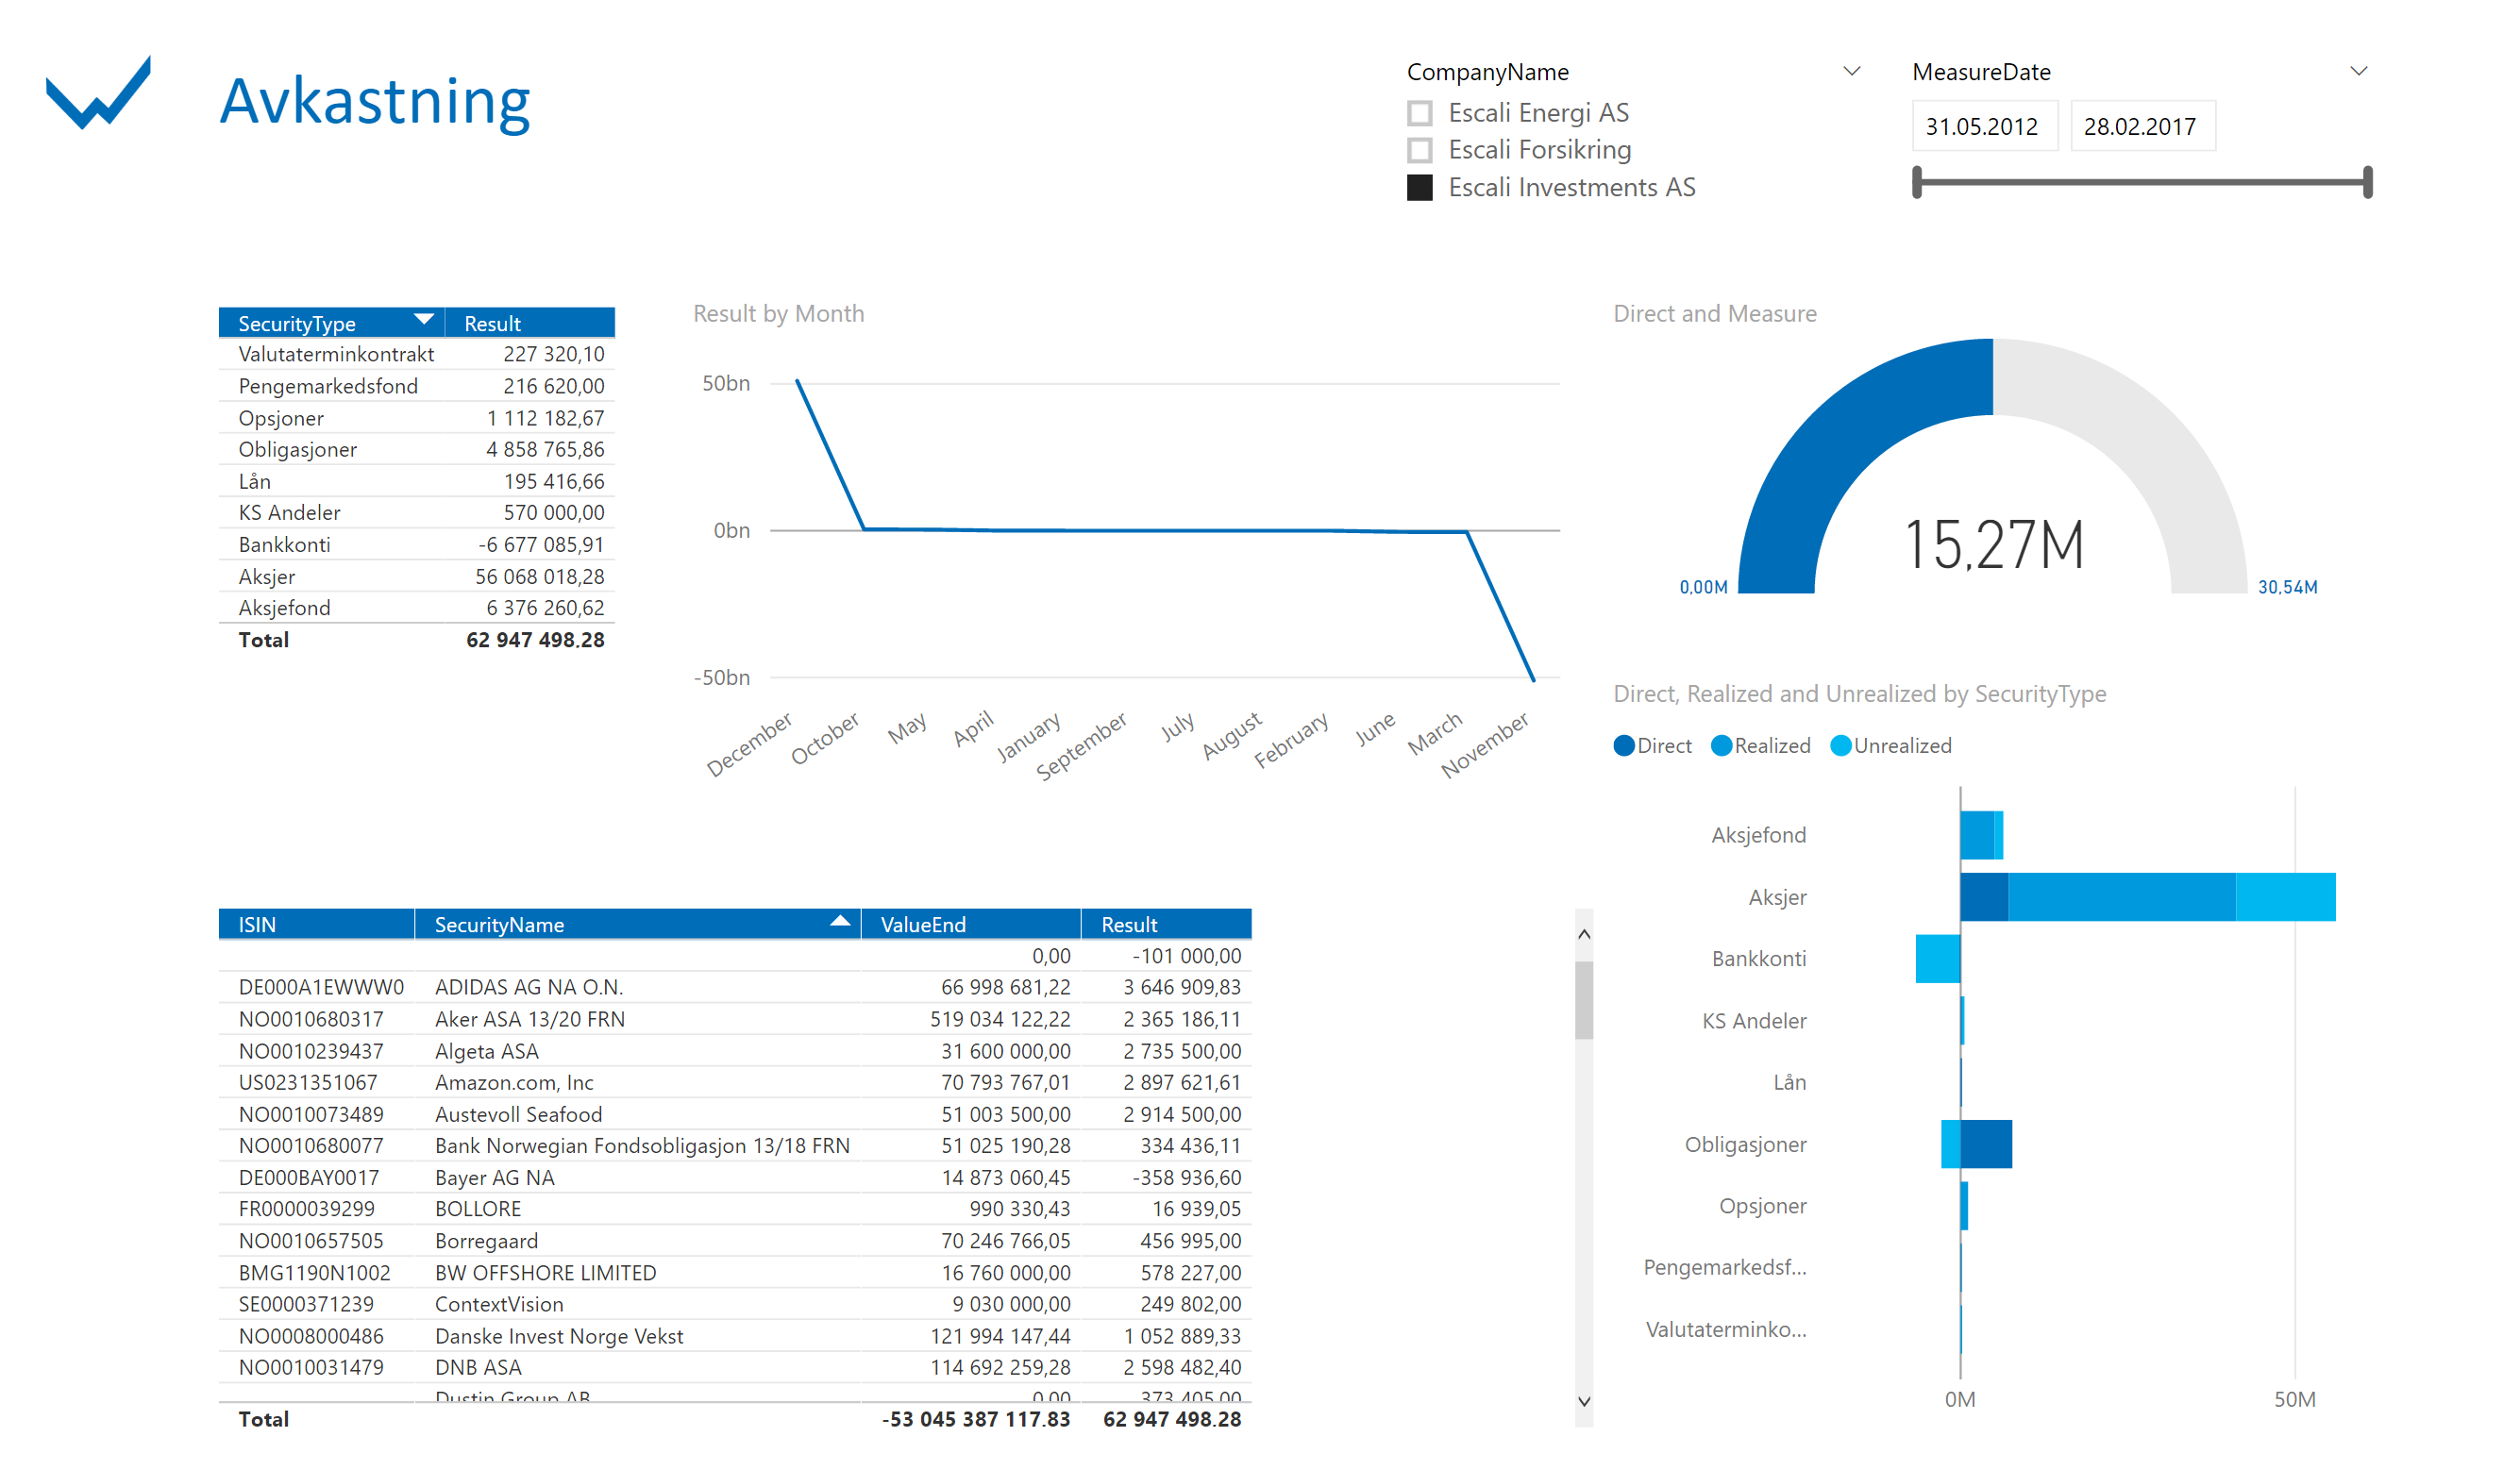 Avkastning
CompanyName
Escali Energi AS
Escali Forsikring
Escali Investments AS
MeasureDate
31.05.2012 28.02.2017
SecurityType Result
Valutaterminkontrakt 227 320,10
Pengemarkedsfond 216 620,00
Opsjoner 1 112 182,67
Obligasjoner 4 858 765,86
Lån 195 416,66
KS Andeler 570 000,00
Bankkonti -6 677 085,91
Aksjer 56 068 018,28
Aksjefond 6 376 260,62
Total 62 947 498,28
Result by Month
50bn
0bn
-50bn
December October May April January September July August February June March November
Direct and Measure
15,27M
0,00M 30,54M
Direct, Realized and Unrealized by SecurityType
Direct Realized Unrealized
Aksjefond
Aksjer
Bankkonti
KS Andeler
Lån
Obligasjoner
Opsjoner
Pengemarkedsf...
Valutaterminko...
0M 50M
ISIN SecurityName ValueEnd Result
0,00 -101 000,00
DE000A1EWWW0 ADIDAS AG NA O.N. 66 998 681,22 3 646 909,83
NO0010680317 Aker ASA 13/20 FRN 519 034 122,22 2 365 186,11
NO0010239437 Algeta ASA 31 600 000,00 2 735 500,00
US0231351067 Amazon.com, Inc 70 793 767,01 2 897 621,61
NO0010073489 Austevoll Seafood 51 003 500,00 2 914 500,00
NO0010680077 Bank Norwegian Fondsobligasjon 13/18 FRN 51 025 190,28 334 436,11
DE000BAY0017 Bayer AG NA 14 873 060,45 -358 936,60
FR0000039299 BOLLORE 990 330,43 16 939,05
NO0010657505 Borregaard 70 246 766,05 456 995,00
BMG1190N1002 BW OFFSHORE LIMITED 16 760 000,00 578 227,00
SE0000371239 ContextVision 9 030 000,00 249 802,00
NO0008000486 Danske Invest Norge Vekst 121 994 147,44 1 052 889,33
NO0010031479 DNB ASA 114 692 259,28 2 598 482,40
Dustin Group AB 0,00 373 405,00
Total -53 045 387 117,83 62 947 498,28